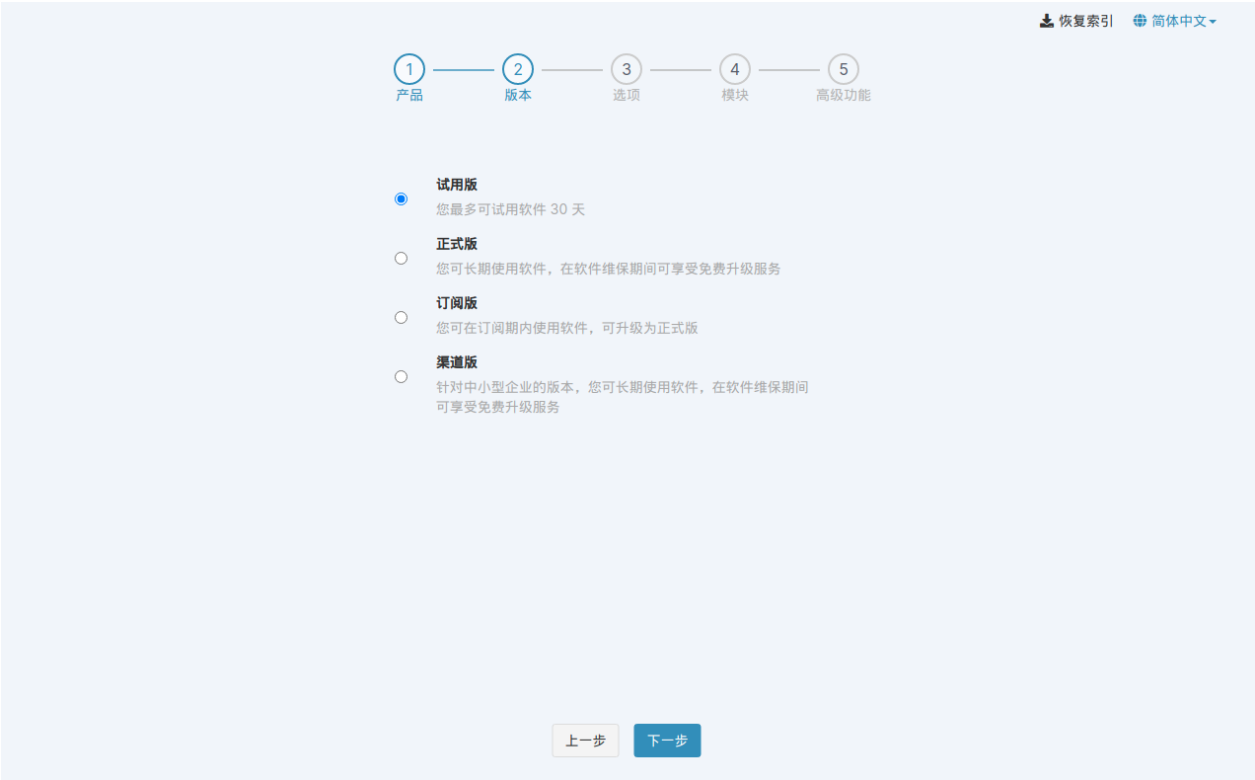 恢复索引 简体中文
1 2 3 4 5
产品 版本 选项 模块 高级功能
试用版
您最多可试用软件 30 天
正式版
您可长期使用软件，在软件维保期间可享受免费升级服务
订阅版
您可在订阅期内使用软件，可升级为正式版
渠道版
针对中小型企业的版本，您可长期使用软件，在软件维保期间
可享受免费升级服务
上一步 下一步